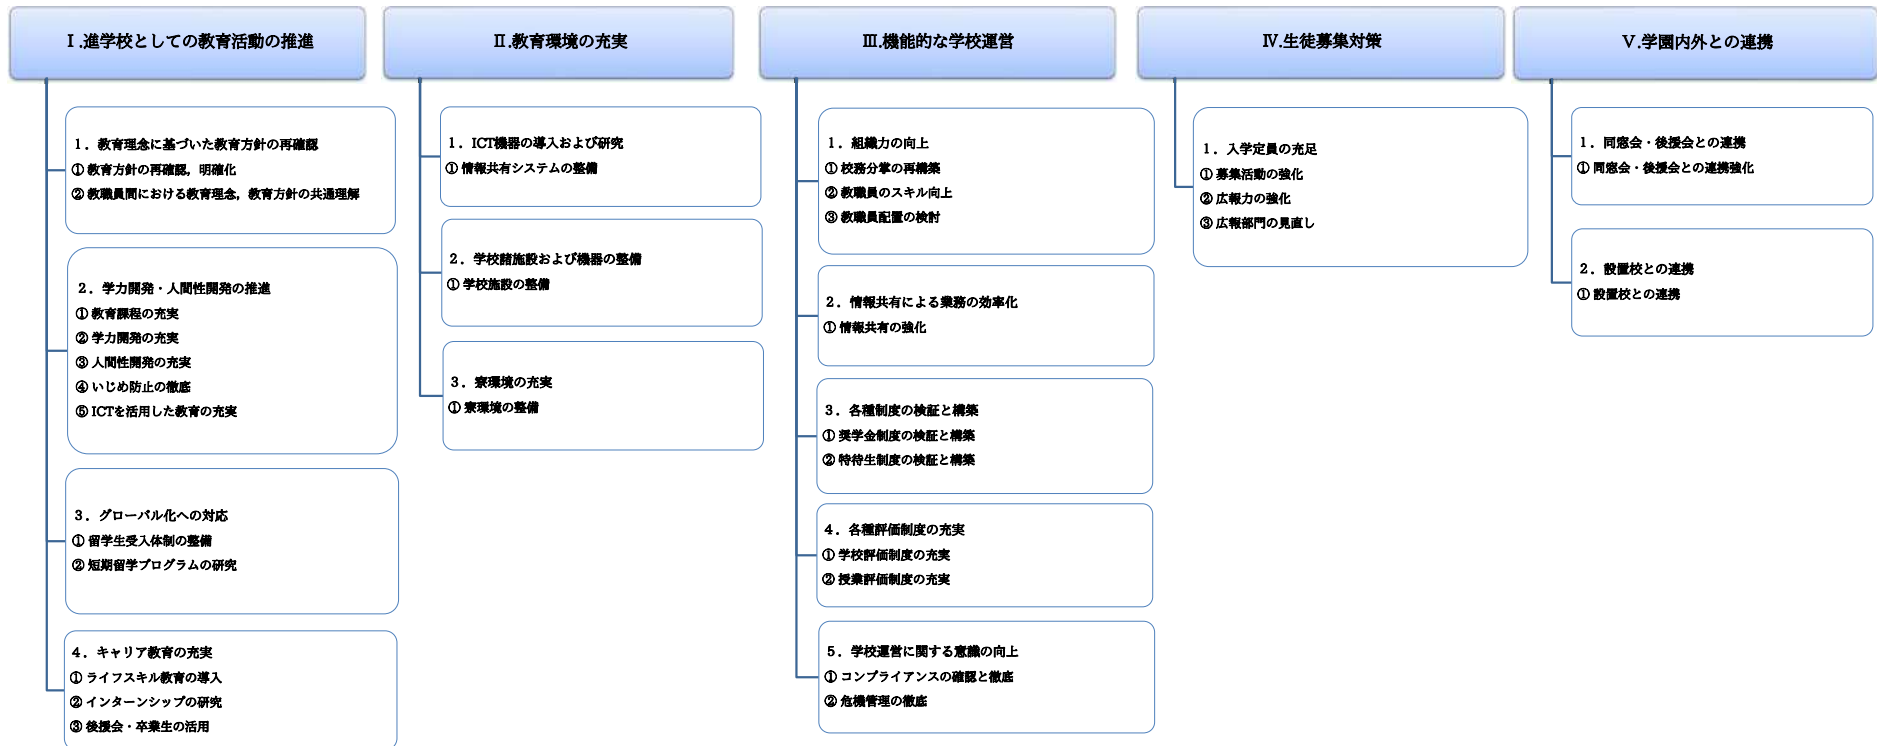 Ⅰ.進学校としての教育活動の推進
1．教育理念に基づいた教育方針の再確認
① 教育方針の再確認，明確化
② 教職員間における教育理念，教育方針の共通理解
2．学力開発・人間性開発の推進
① 教育課程の充実
② 学力開発の充実
③ 人間性開発の充実
④ いじめ防止の徹底
⑤ ICTを活用した教育の充実
3．グローバル化への対応
① 留学生受入体制の整備
② 短期留学プログラムの研究
4．キャリア教育の充実
① ライフスキル教育の導入
② インターンシップの研究
③ 後援会・卒業生の活用
Ⅱ.教育環境の充実
1．ICT機器の導入および研究
① 情報共有システムの整備
2．学校諸施設および機器の整備
① 学校施設の整備
3．寮環境の充実
① 寮環境の整備
Ⅲ.機能的な学校運営
1．組織力の向上
① 校務分掌の再構築
② 教職員のスキル向上
③ 教職員配置の検討
2．情報共有による業務の効率化
① 情報共有の強化
3．各種制度の検証と構築
① 奨学金制度の検証と構築
② 特待生制度の検証と構築
4．各種評価制度の充実
① 学校評価制度の充実
② 授業評価制度の充実
5．学校運営に関する意識の向上
① コンプライアンスの確認と徹底
② 危機管理の徹底
Ⅳ.生徒募集対策
1．入学定員の充足
① 募集活動の強化
② 広報力の強化
③ 広報部門の見直し
Ⅴ.学園内外との連携
1．同窓会・後援会との連携
① 同窓会・後援会との連携強化
2．設置校との連携
① 設置校との連携